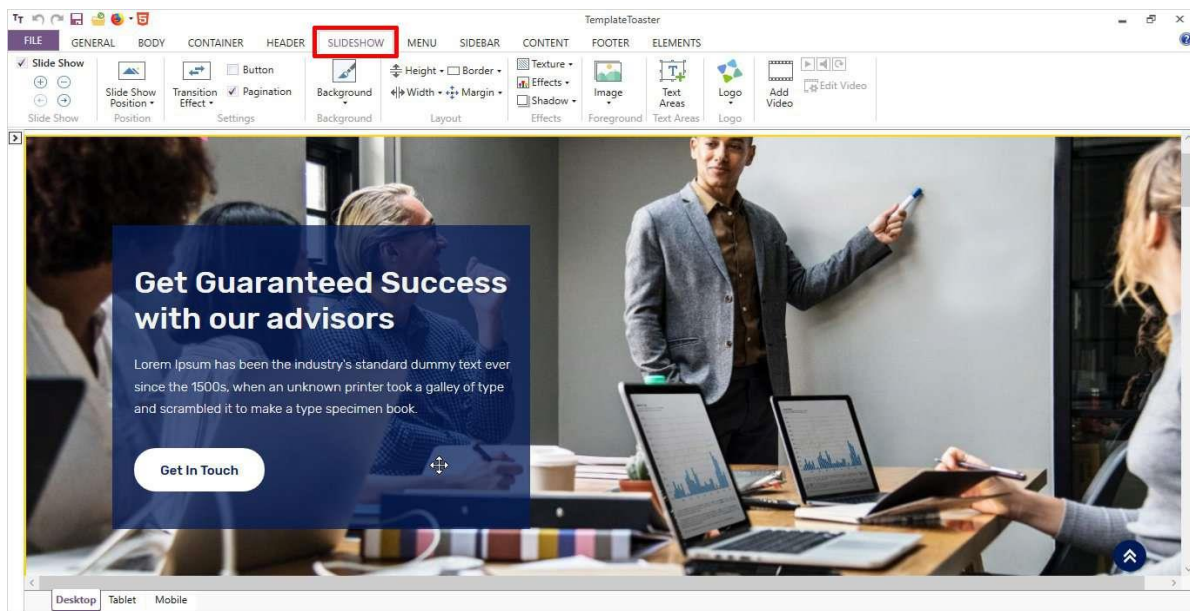 TT
TemplateToaster
FILE GENERAL BODY CONTAINER HEADER SLIDESHOW MENU SIDEBAR CONTENT FOOTER ELEMENTS
Slide Show
Slide Show
Position
Transition
Effect
Button
Pagination
Background
Height
Border
Width
Margin
Texture
Effects
Shadow
Image
Text
Areas
Logo
Add
Video
Edit Video
Slide Show Position Settings Background Layout Effects Foreground Text Areas Logo
Get Guaranteed Success
with our advisors
Lorem Ipsum has been the industry's standard dummy text ever
since the 1500s, when an unknown printer took a galley of type
and scrambled it to make a type specimen book.
Get In Touch
Desktop Tablet Mobile